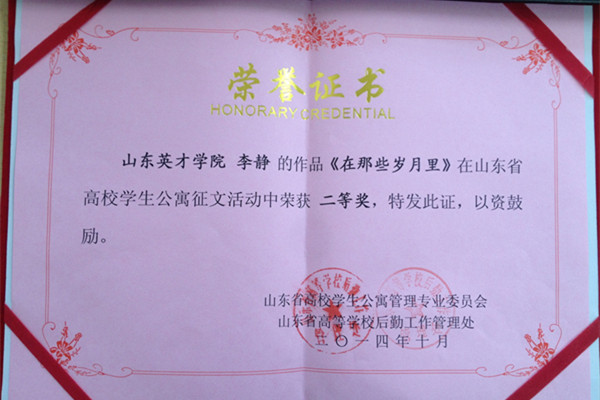 荣誉证书
HONORARY CREDENTIAL
山东英才学院 李静 的作品《在那些岁月里》在山东省
高校学生公寓征文活动中荣获 二等奖，特发此证，以资鼓
励。
山东省高校学生公寓管理专业委员会
山东省高等学校后勤工作管理处
二〇一四年十月